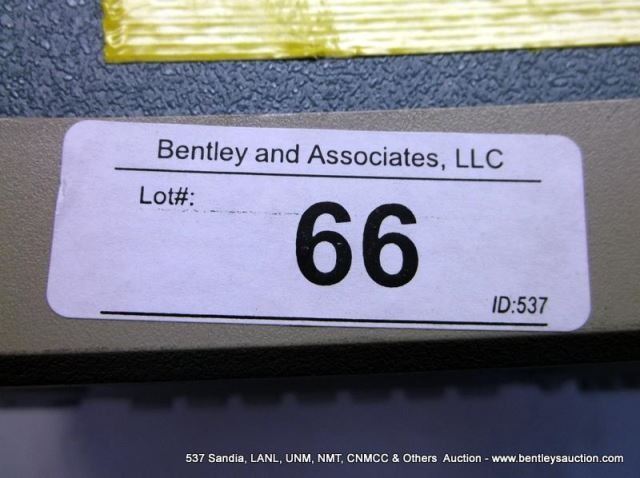 Bentley and Associates, LLC
Lot#:
66
ID:537
537 Sandia, LANL, UNM, NMT, CNMCC & Others Auction - www.bentleysauction.com